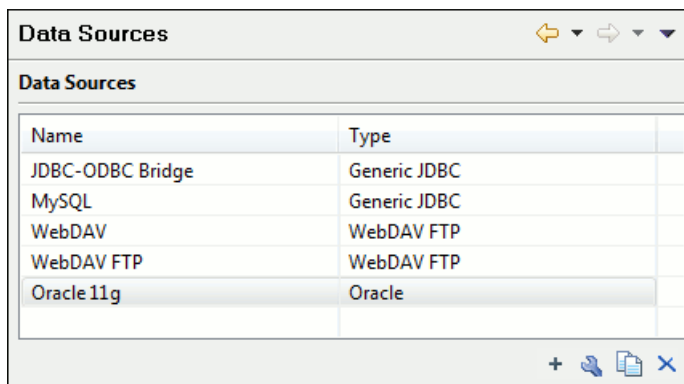 Data Sources
Data Sources
Name Type
JDBC-ODBC Bridge Generic JDBC
MySQL Generic JDBC
WebDAV WebDAV FTP
WebDAV FTP WebDAV FTP
Oracle 11g Oracle